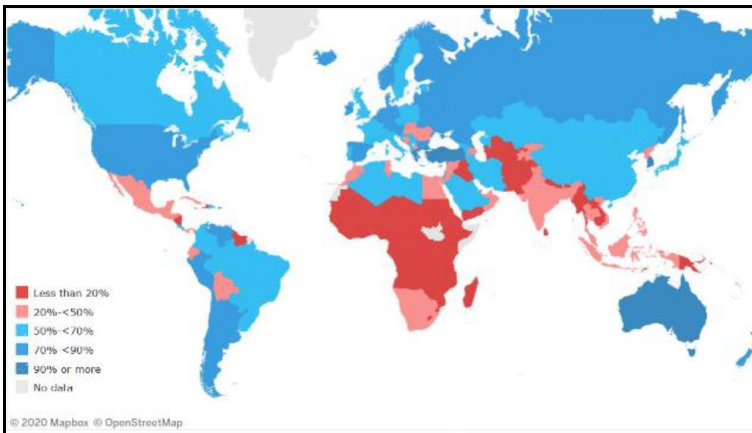 Less than 20%
20%-<50%
50%-<70%
70%-<90%
90% or more
No data
© 2020 Mapbox © OpenStreetMap